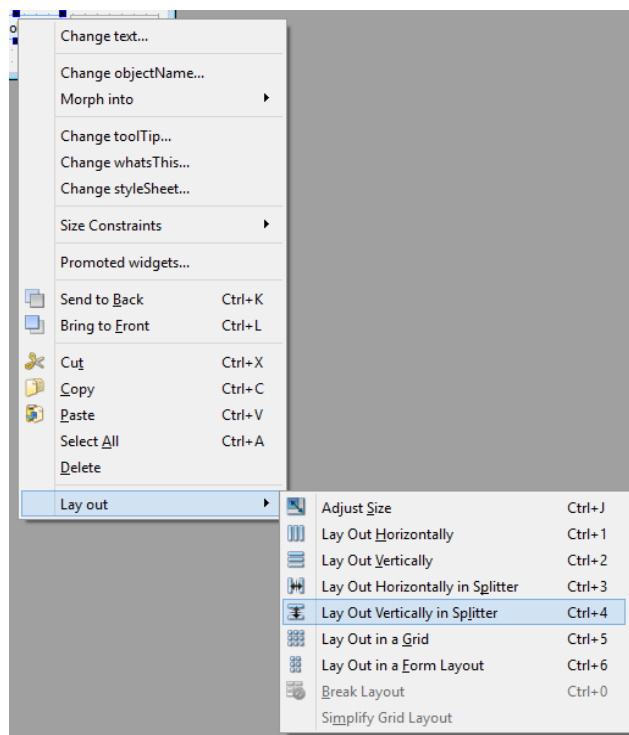 Change text...
Change objectName...
Morph into
Change toolTip...
Change whatsThis...
Change styleSheet...
Size Constraints
Promoted widgets...
Send to Back Ctrl+K
Bring to Front Ctrl+L
Cut Ctrl+X
Copy Ctrl+C
Paste Ctrl+V
Select All Ctrl+A
Delete
Lay out
Adjust Size Ctrl+J
Lay Out Horizontally Ctrl+1
Lay Out Vertically Ctrl+2
Lay Out Horizontally in Splitter Ctrl+3
Lay Out Vertically in Splitter Ctrl+4
Lay Out in a Grid Ctrl+5
Lay Out in a Form Layout Ctrl+6
Break Layout Ctrl+0
Simplify Grid Layout